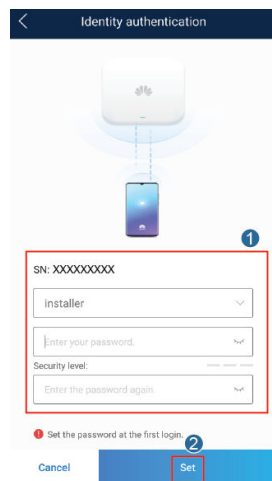 Identity authentication
1
SN: XXXXXXXXX
installer
Enter your password.
Security level:
Enter the password again
Set the password at the first login.
2
Cancel
Set